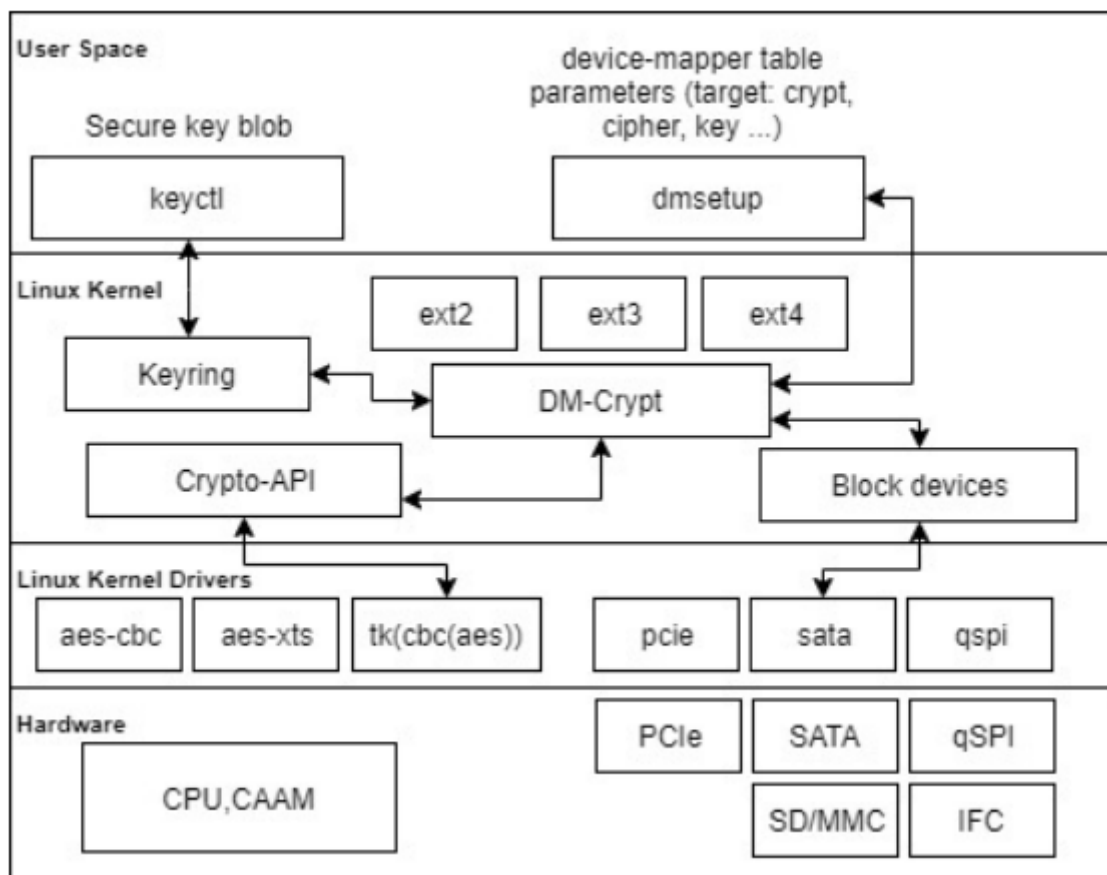 User Space
device-mapper table
parameters (target: crypt,
cipher, key ...)
Secure key blob
keyctl
dmsetup
Linux Kernel
ext2
ext3
ext4
Keyring
DM-Crypt
Crypto-API
Block devices
Linux Kernel Drivers
aes-cbc
aes-xts
tk(cbc(aes))
pcie
sata
qspi
Hardware
PCIe
SATA
qSPI
CPU,CAAM
SD/MMC
IFC